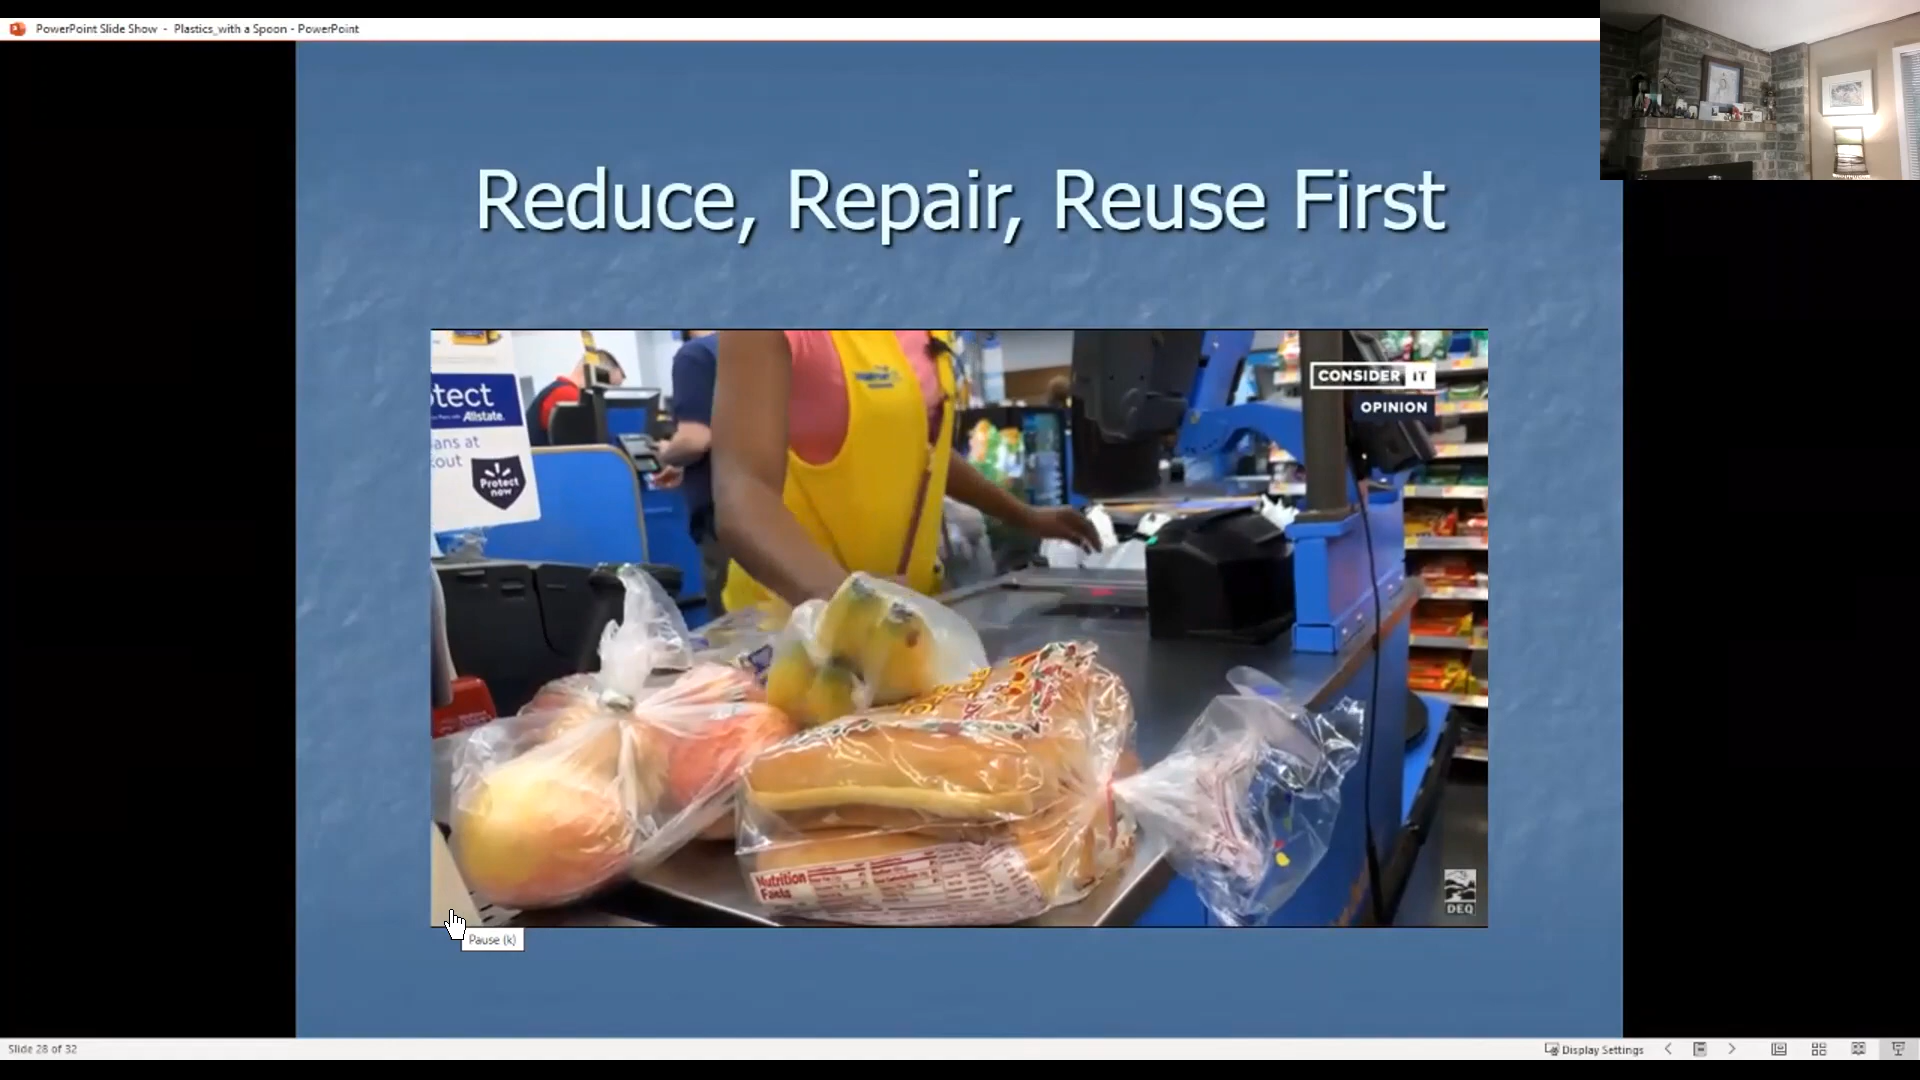 PowerPoint Slide Show - Plastics_with a Spoon - PowerPoint
Reduce, Repair, Reuse First
CONSIDER IT
OPINION
tect
Allstate.
ans at
out
Protect
now
Nutrition
Facts
DEQ
Pause (k)
Slide 28 of 32
Display Settings